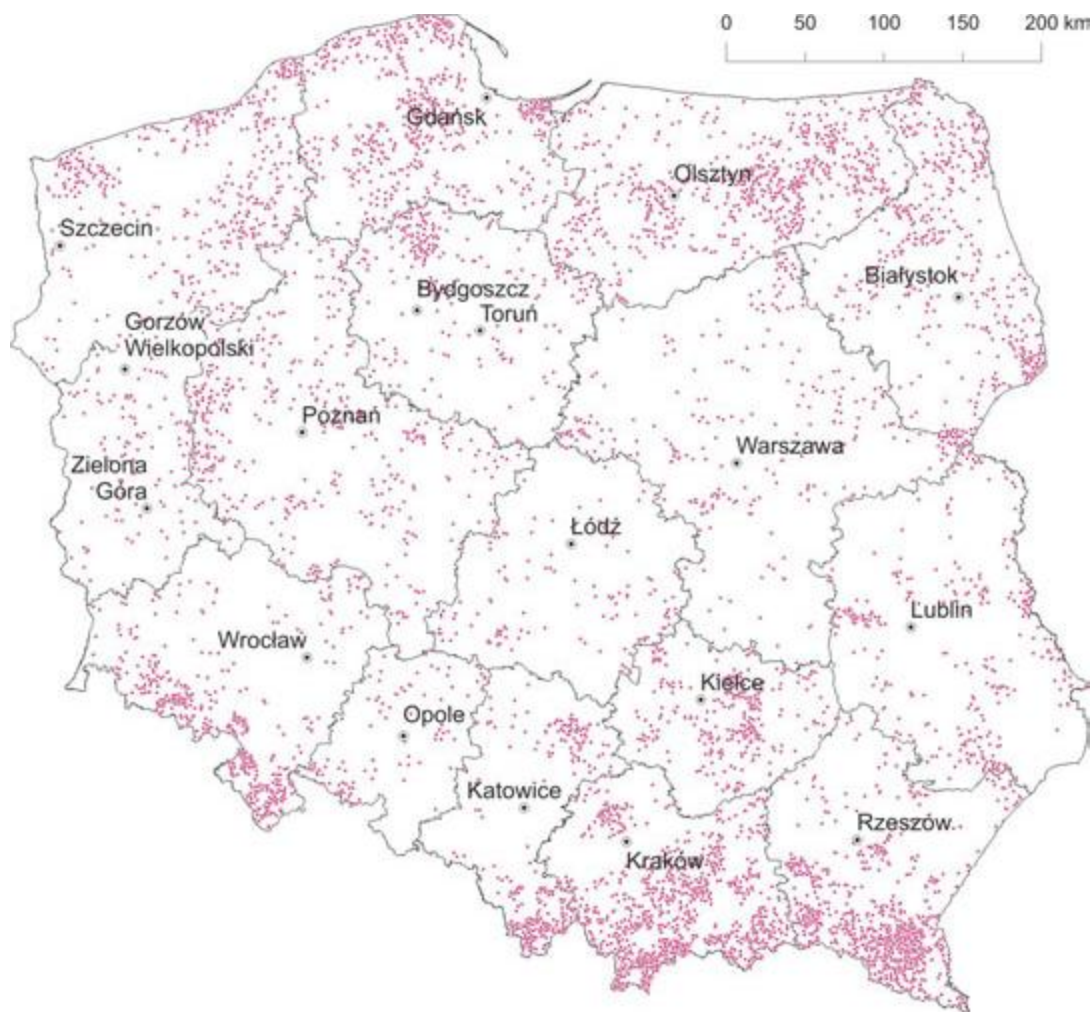 0 50 100 150 200 km
Gdańsk
Olsztyn
Szczecin
Białystok
Bydgoszcz
Toruń
Gorzów
Wielkopolski
Poznań
Warszawa
Zielona
Góra
Łódź
Lublin
Wrocław
Kielce
Opole
Katowice
Rzeszów
Kraków